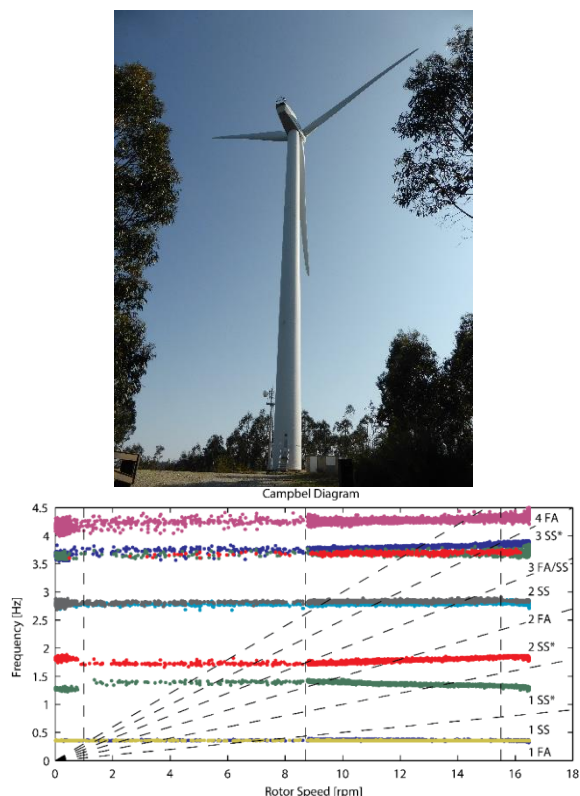 Campbel Diagram
4.5
4
3.5
3
2.5
2
1.5
1
0.5
0
Frequency [Hz]
4 FA
3 SS*
3 FA/SS
2 SS
2 FA
2 SS*
1 SS*
1 SS
1 FA
0 2 4 6 8 10 12 14 16 18
Rotor Speed [rpm]